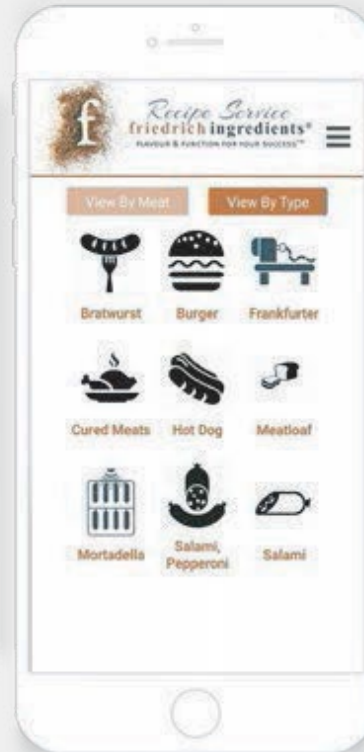 f
Recipe Service
friedrich ingredients®
FLAVOUR & FUNCTION FOR YOUR SUCCESS™
View By Meat View By Type
Bratwurst Burger Frankfurter
Cured Meats Hot Dog Meatloaf
Mortadella Salami, Pepperoni Salami